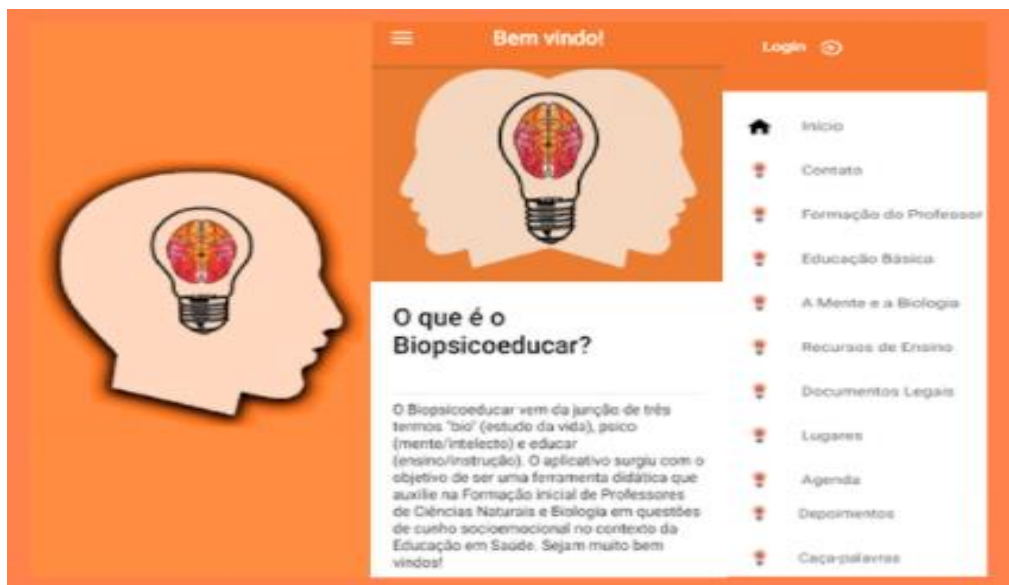 Bem vindo!
O que é o
Biopsicoeducar?
O Biopsicoeducar vem da junção de três
termos "bio" (estudo da vida), psico
(mente/intelecto) e educar
(ensino/instrução). O aplicativo surgiu com o
objetivo de ser uma ferramenta didática que
auxilie na Formação inicial de Professores
de Ciências Naturais e Biologia em questões
de cunho socioemocional no contexto da
Educação em Saúde. Sejam muito bem
vindos!
Login
Início
Contato
Formação do Professor
Educação Básica
A Mente e a Biologia
Recursos de Ensino
Documentos Legais
Lugares
Agenda
Depoimentos
Caça-palavras